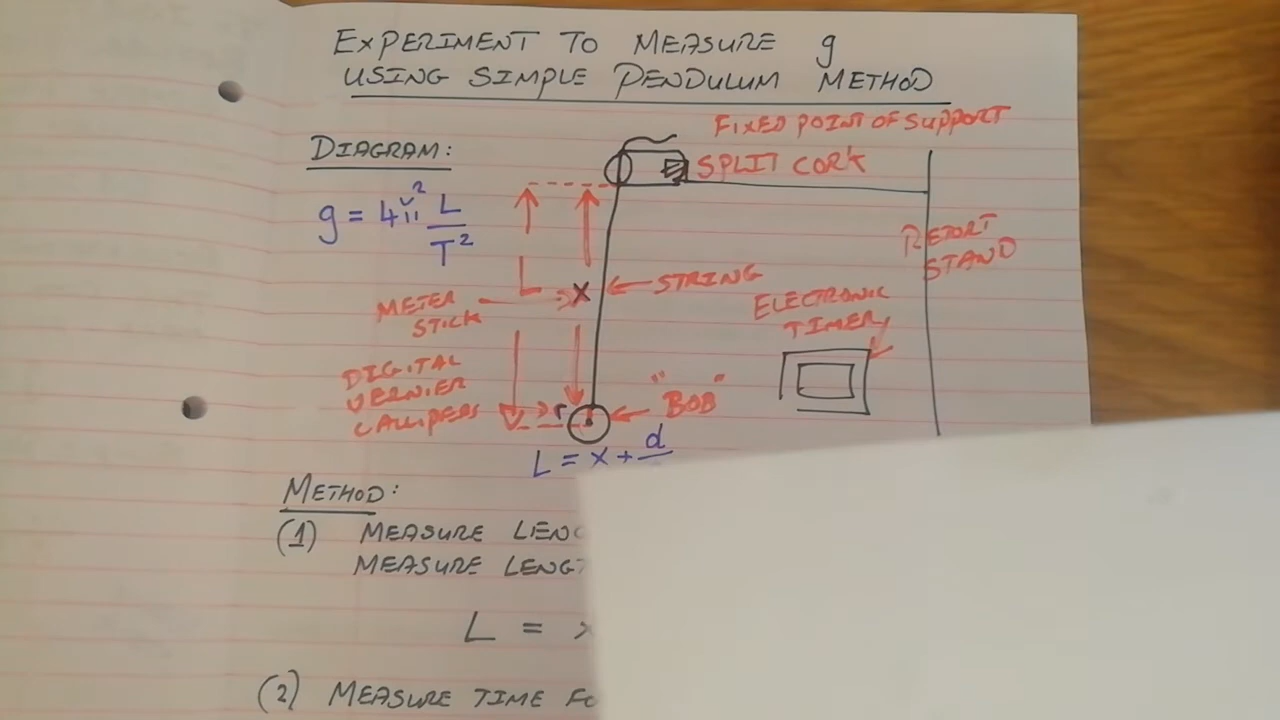 EXPERIMENT TO MEASURE g
USING SIMPLE PENDULUM METHOD
FIXED POINT OF SUPPORT
DIAGRAM:
SPLIT CORK
g = 4π² L
T²
RETORT
STAND
L
x
STRING
METER
STICK
ELECTRONIC
TIMER
DIGITAL
VERNIER
CALLIPERS
r
"BOB"
L = x + d
METHOD:
(1) MEASURE LENG
MEASURE LENGT
L = x
(2) MEASURE TIME FO